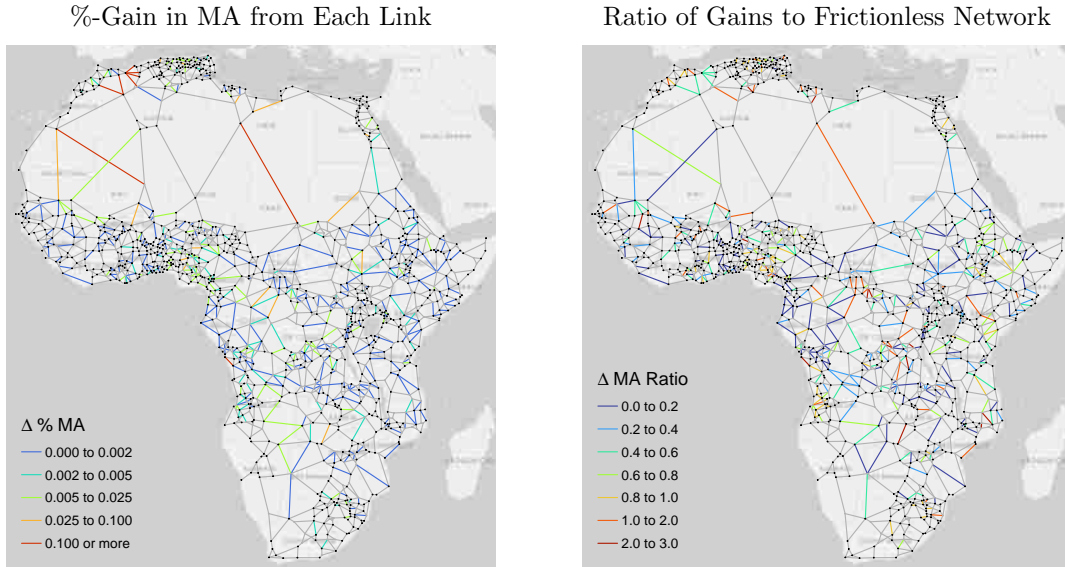 %-Gain in MA from Each Link
Ratio of Gains to Frictionless Network
Δ % MA
0.000 to 0.002
0.002 to 0.005
0.005 to 0.025
0.025 to 0.100
0.100 or more
Δ MA Ratio
0.0 to 0.2
0.2 to 0.4
0.4 to 0.6
0.6 to 0.8
0.8 to 1.0
1.0 to 2.0
2.0 to 3.0